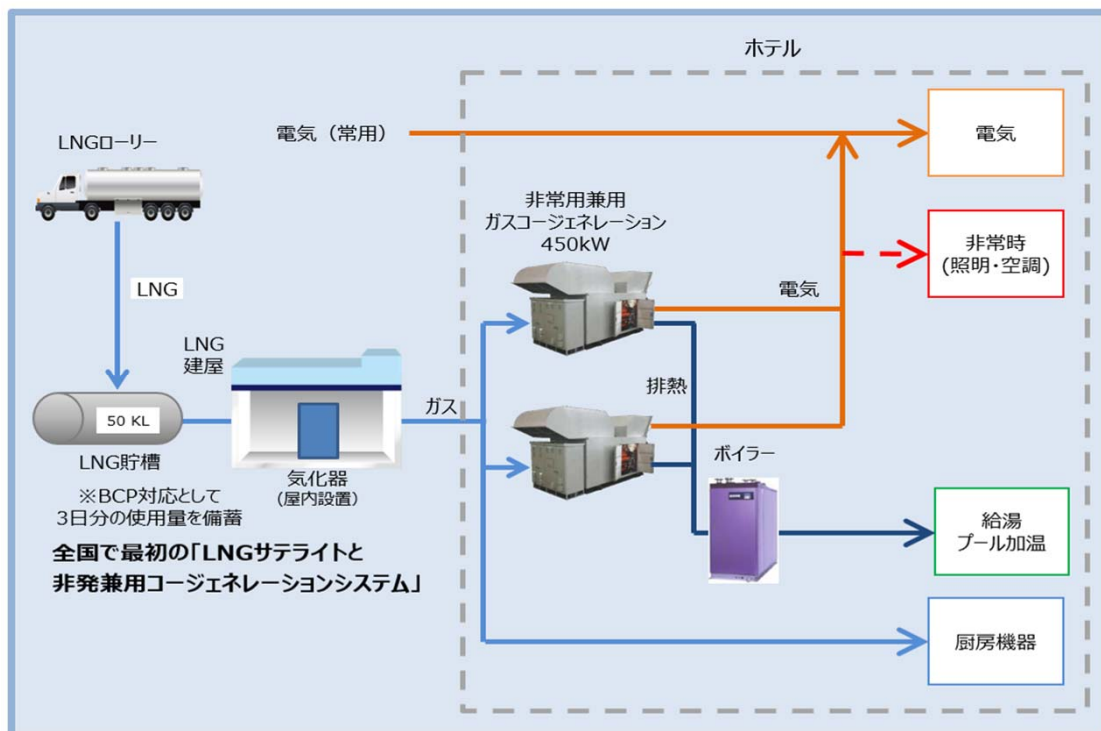 ホテル
LNGローリー
電気（常用）
電気
非常用兼用
ガスコージェネレーション
450kW
非常時
(照明・空調)
電気
LNG
LNG
建屋
ガス
排熱
50 KL
LNG貯槽
気化器
(屋内設置)
ボイラー
※BCP対応として
3日分の使用量を備蓄
給湯
プール加温
全国で最初の「LNGサテライトと
非発兼用コージェネレーションシステム」
厨房機器